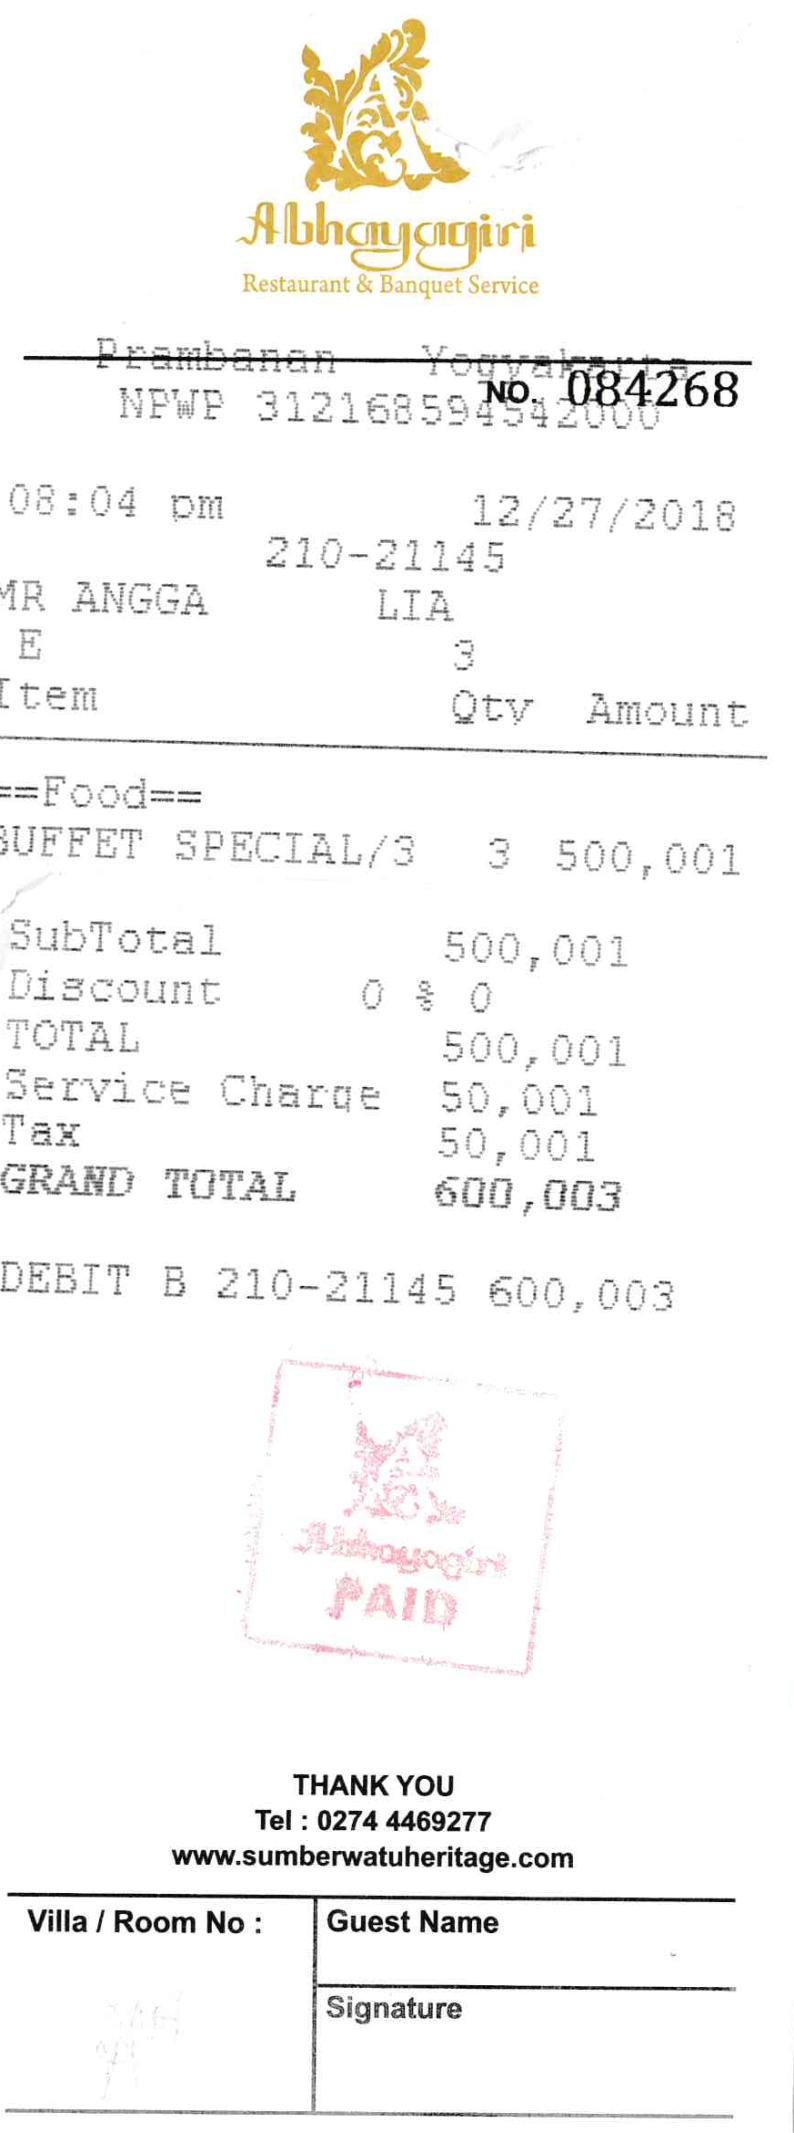 Abhayagiri
Restaurant & Banquet Service
Prambanan Yogyakarta
NO. 084268
NPWP 312168594542000
08:04 pm 12/27/2018
210-21145
MR ANGGA LIA
E 3
Item Qty Amount
==Food==
BUFFET SPECIAL/3 3 500,001
SubTotal 500,001
Discount 0 % 0
TOTAL 500,001
Service Charge 50,001
Tax 50,001
GRAND TOTAL 600,003
DEBIT B 210-21145 600,003
Abhayagiri
PAID
THANK YOU
Tel : 0274 4469277
www.sumberwatuheritage.com
Villa / Room No :
Guest Name
Signature